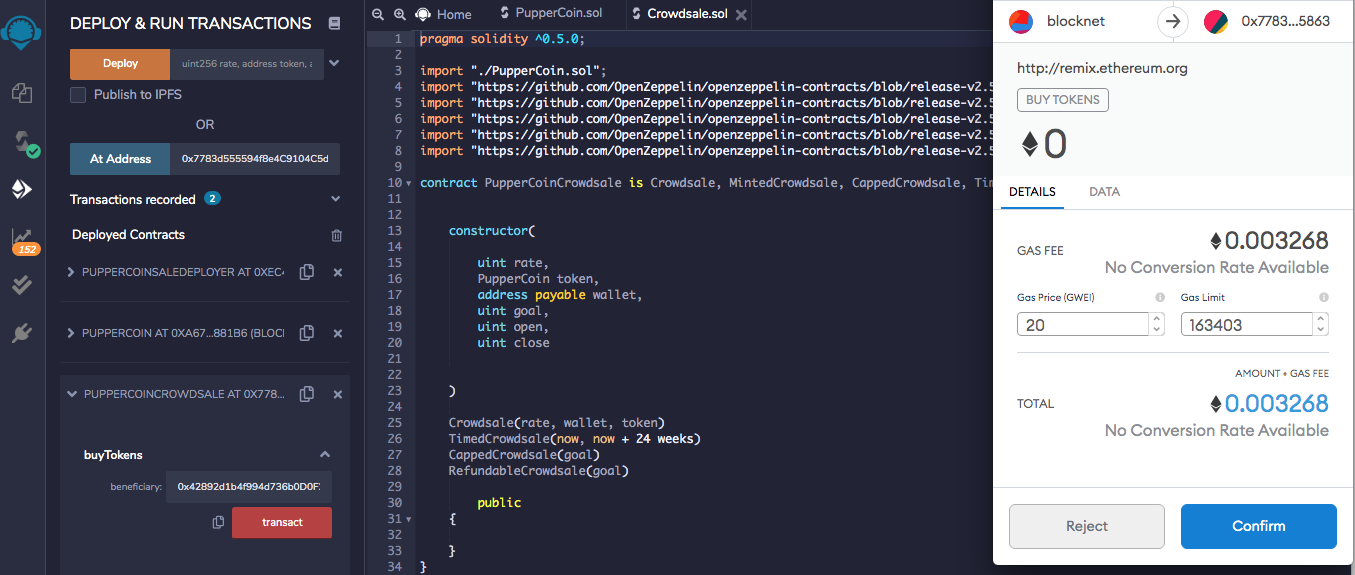 DEPLOY & RUN TRANSACTIONS
Deploy
uint256 rate, address token, a
Publish to IPFS
OR
At Address
0x7783d555594f8e4C9104C5d
Transactions recorded 2
Deployed Contracts
152
PUPPERCOINSALEDEPLOYER AT 0XEC4
PUPPERCOIN AT 0XA67...881B6 (BLOC
PUPPERCOINCROWDSALE AT 0X778...
buyTokens
beneficiary: 0x42892d1b4f994d736b0D0F:
transact
Home
PupperCoin.sol
Crowdsale.sol
1 pragma solidity ^0.5.0;
2
3 import "./PupperCoin.sol";
4 import "https://github.com/OpenZeppelin/openzeppelin-contracts/blob/release-v2.5
5 import "https://github.com/OpenZeppelin/openzeppelin-contracts/blob/release-v2.5
6 import "https://github.com/OpenZeppelin/openzeppelin-contracts/blob/release-v2.5
7 import "https://github.com/OpenZeppelin/openzeppelin-contracts/blob/release-v2.5
8 import "https://github.com/OpenZeppelin/openzeppelin-contracts/blob/release-v2.5
9
10 contract PupperCoinCrowdsale is Crowdsale, MintedCrowdsale, CappedCrowdsale, Tim
11
12
13 constructor(
14
15 uint rate,
16 PupperCoin token,
17 address payable wallet,
18 uint goal,
19 uint open,
20 uint close
21
22
23 )
24
25 Crowdsale(rate, wallet, token)
26 TimedCrowdsale(now, now + 24 weeks)
27 CappedCrowdsale(goal)
28 RefundableCrowdsale(goal)
29
30 public
31 {
32
33 }
34 }
blocknet
0x7783...5863
http://remix.ethereum.org
BUY TOKENS
0
DETAILS
DATA
GAS FEE
0.003268
No Conversion Rate Available
Gas Price (GWEI)
Gas Limit
20
163403
AMOUNT + GAS FEE
TOTAL
0.003268
No Conversion Rate Available
Reject
Confirm